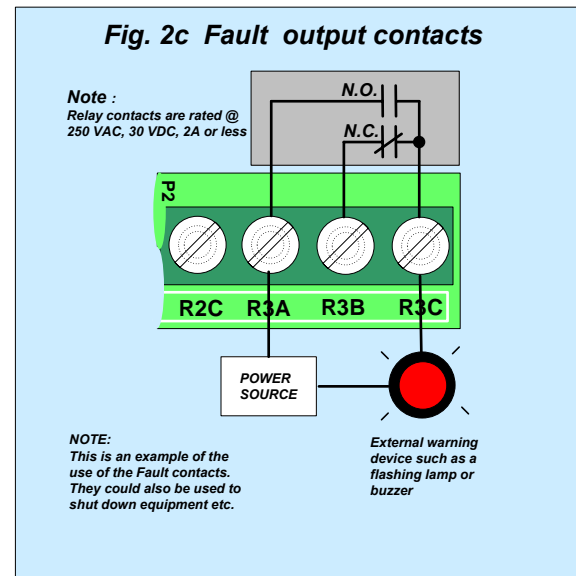 Fig. 2c Fault output contacts
Note :
Relay contacts are rated @
250 VAC, 30 VDC, 2A or less
N.O.
N.C.
P2
R2C R3A R3B R3C
POWER
SOURCE
NOTE:
This is an example of the
use of the Fault contacts.
They could also be used to
shut down equipment etc.
External warning
device such as a
flashing lamp or
buzzer